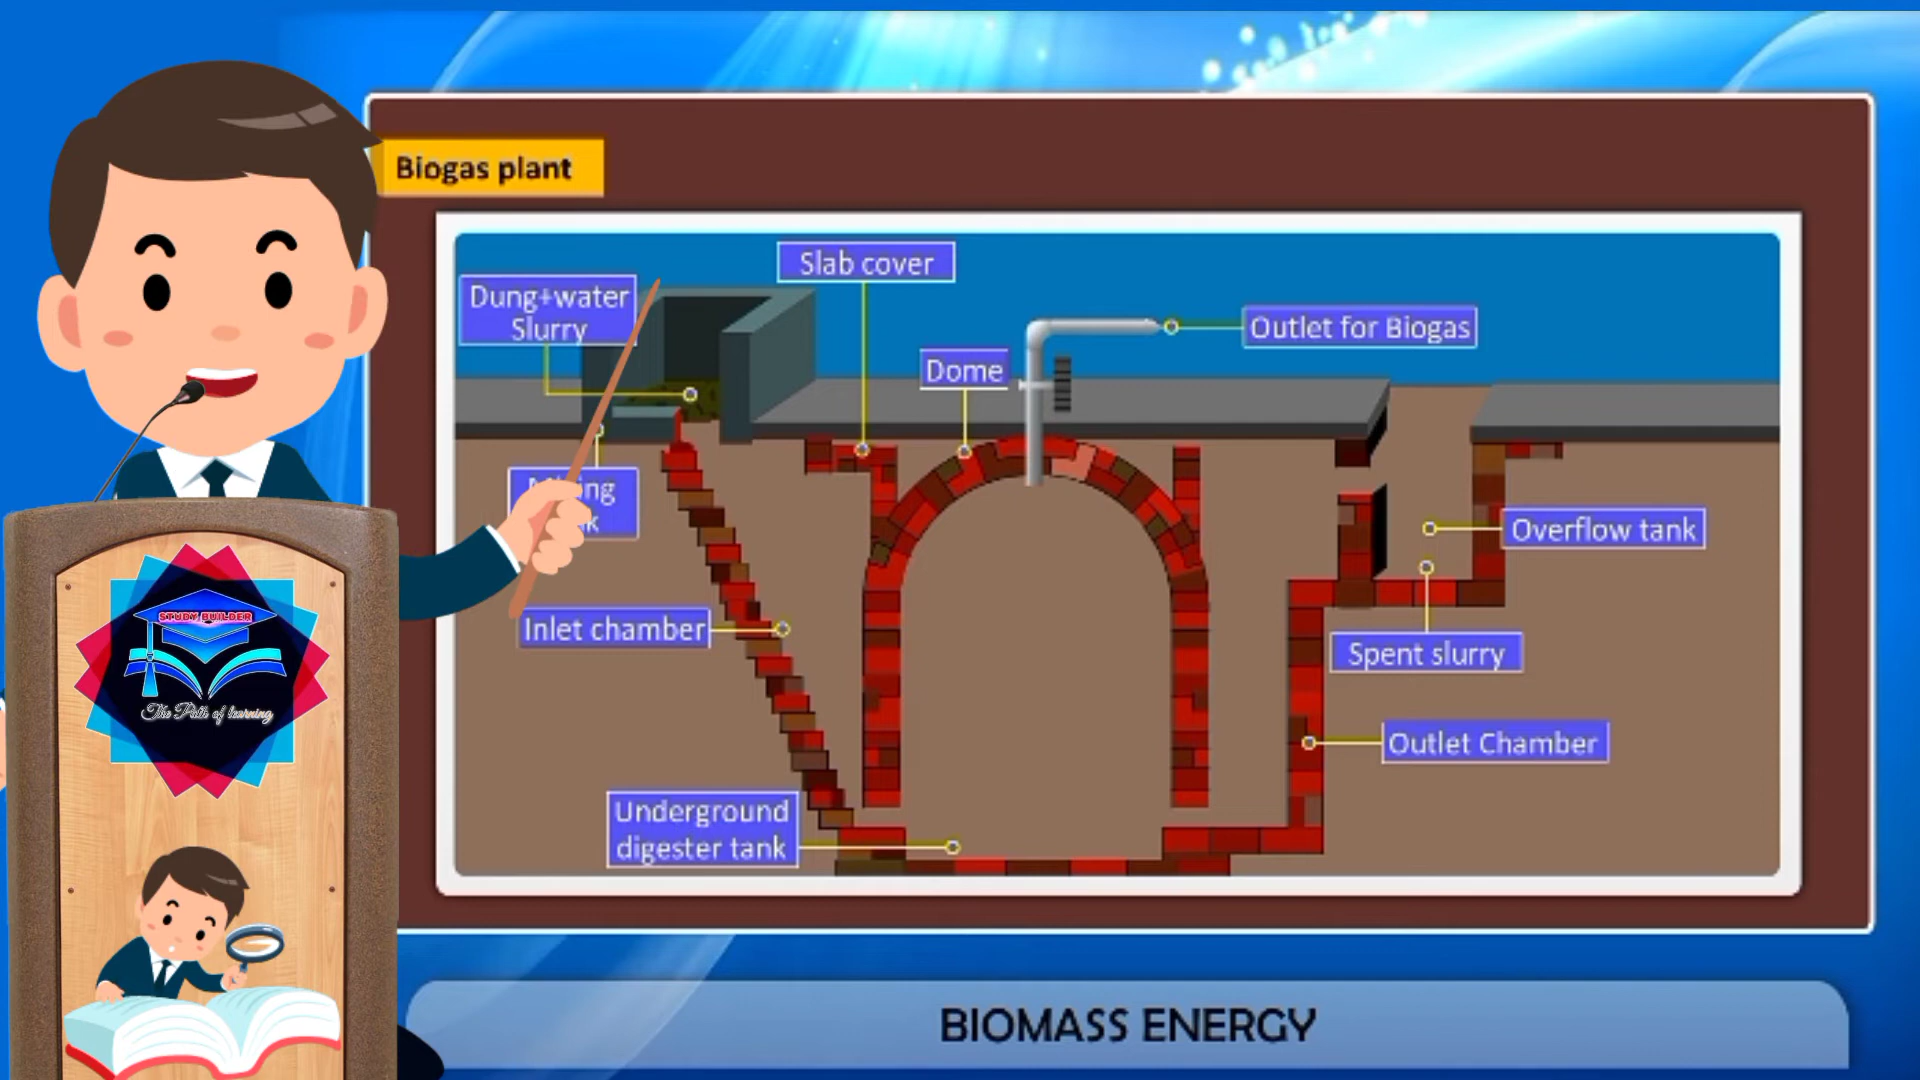 Biogas plant
Slab cover
Dung+water
Slurry
Outlet for Biogas
Dome
Overflow tank
Inlet chamber
Spent slurry
Outlet Chamber
Underground
digester tank
STUDY BUILDER
The Path of learning
BIOMASS ENERGY